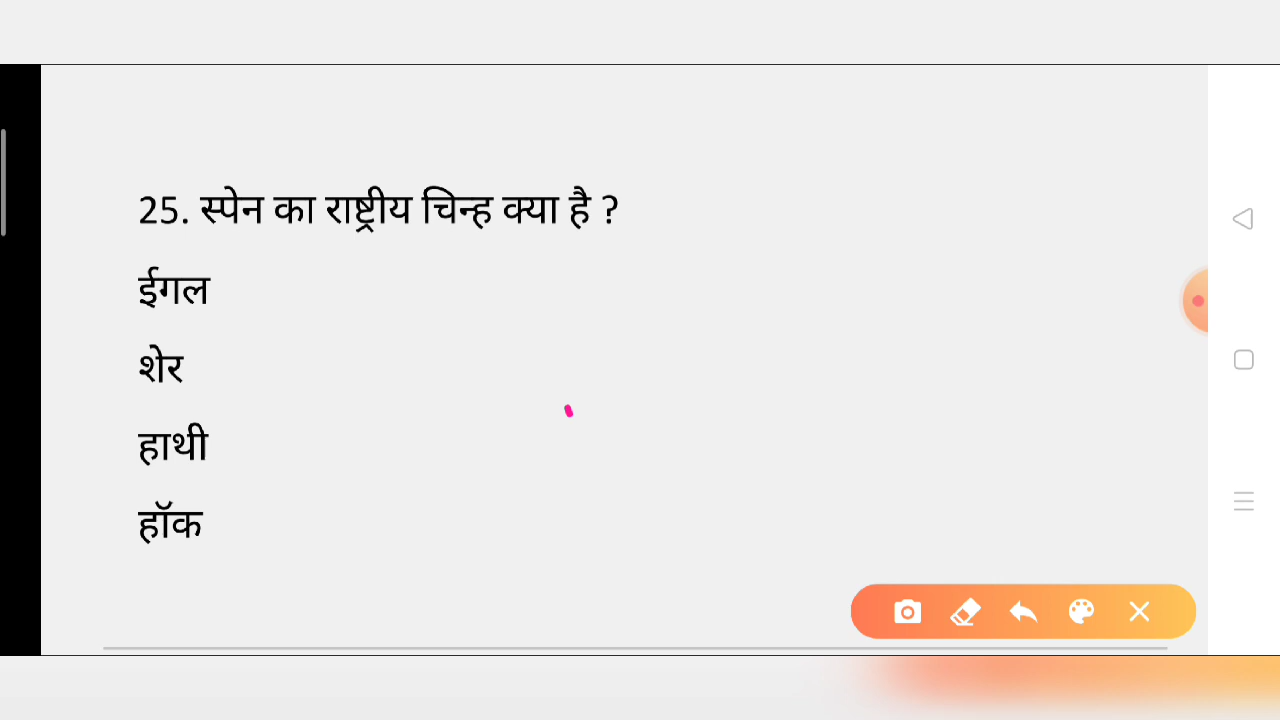 25. स्पेन का राष्ट्रीय चिन्ह क्या है ?
ईगल
शेर
हाथी
हॉक